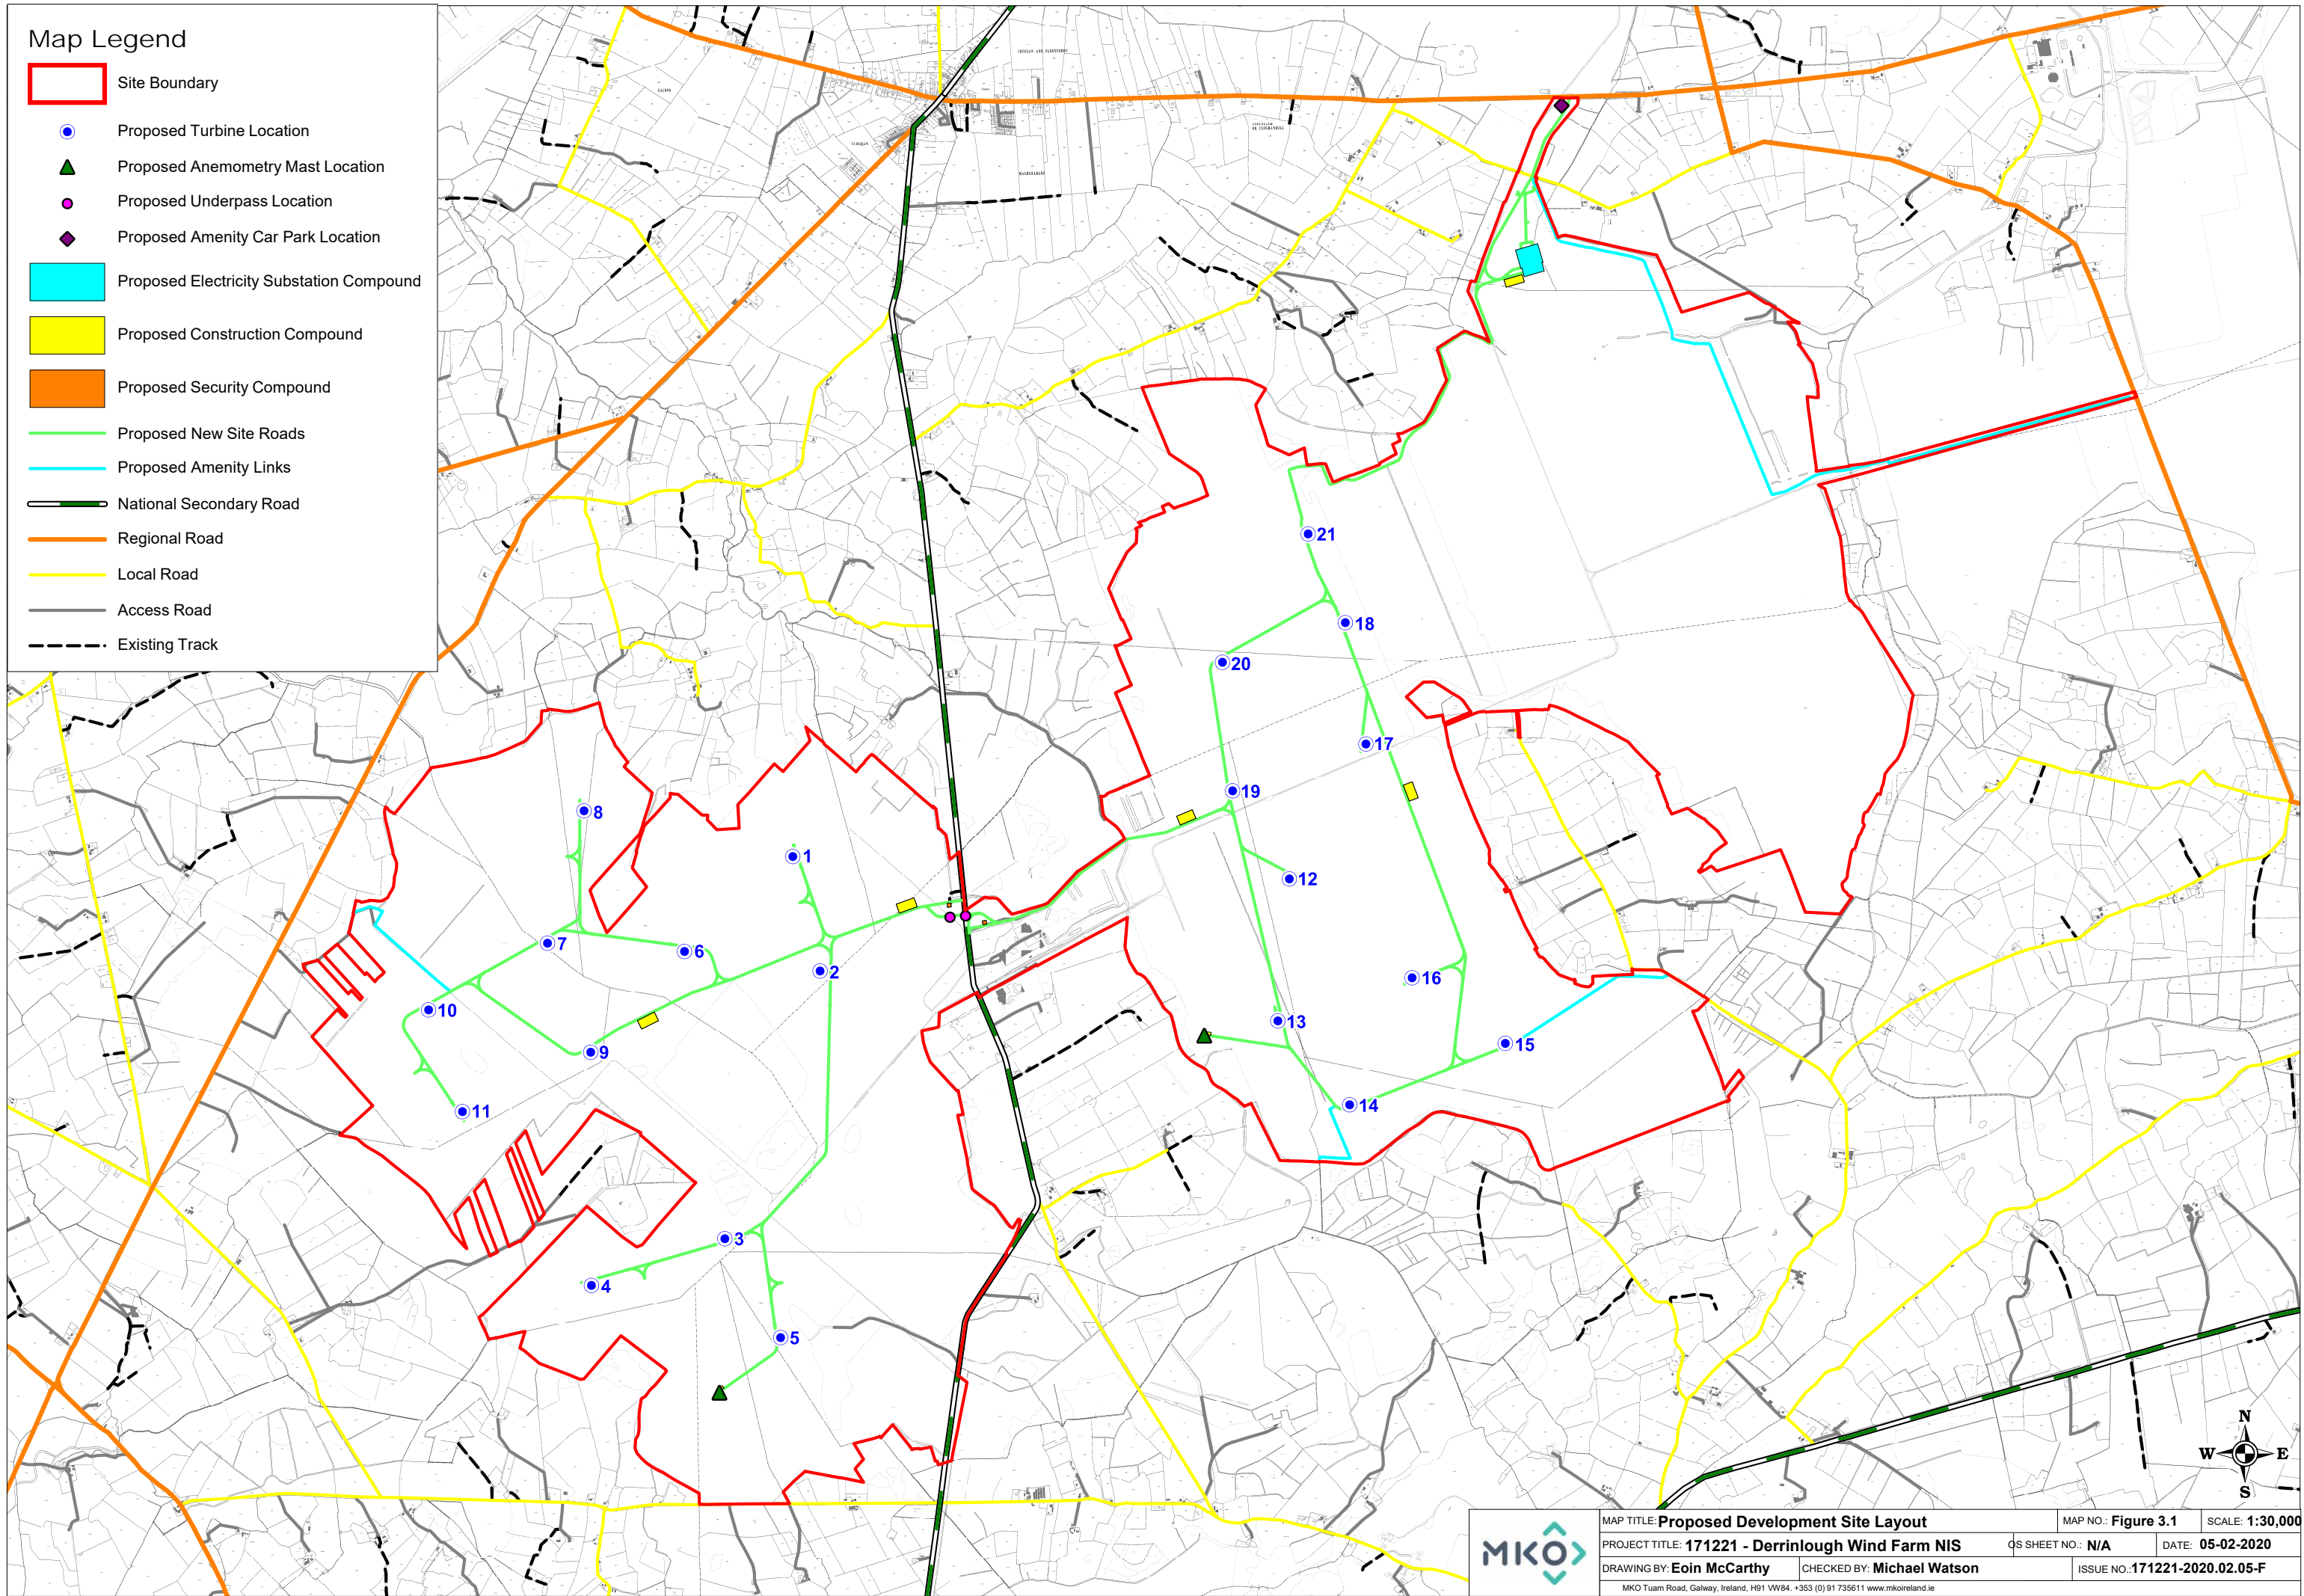 Map Legend
Site Boundary
Proposed Turbine Location
Proposed Anemometry Mast Location
Proposed Underpass Location
Proposed Amenity Car Park Location
Proposed Electricity Substation Compound
Proposed Construction Compound
Proposed Security Compound
Proposed New Site Roads
Proposed Amenity Links
National Secondary Road
Regional Road
Local Road
Access Road
Existing Track
21
18
20
17
19
8
1
12
7
6
2
16
10
13
9
15
14
11
3
4
5
N
W E
S
MKO
MAP TITLE: Proposed Development Site Layout
MAP NO.: Figure 3.1
SCALE: 1:30,000
PROJECT TITLE: 171221 - Derrinlough Wind Farm NIS
OS SHEET NO.: N/A
DATE: 05-02-2020
DRAWING BY: Eoin McCarthy
CHECKED BY: Michael Watson
ISSUE NO.: 171221-2020.02.05-F
MKO Tuam Road, Galway, Ireland, H91 VW84. +353 (0) 91 735611 www.mkoireland.ie